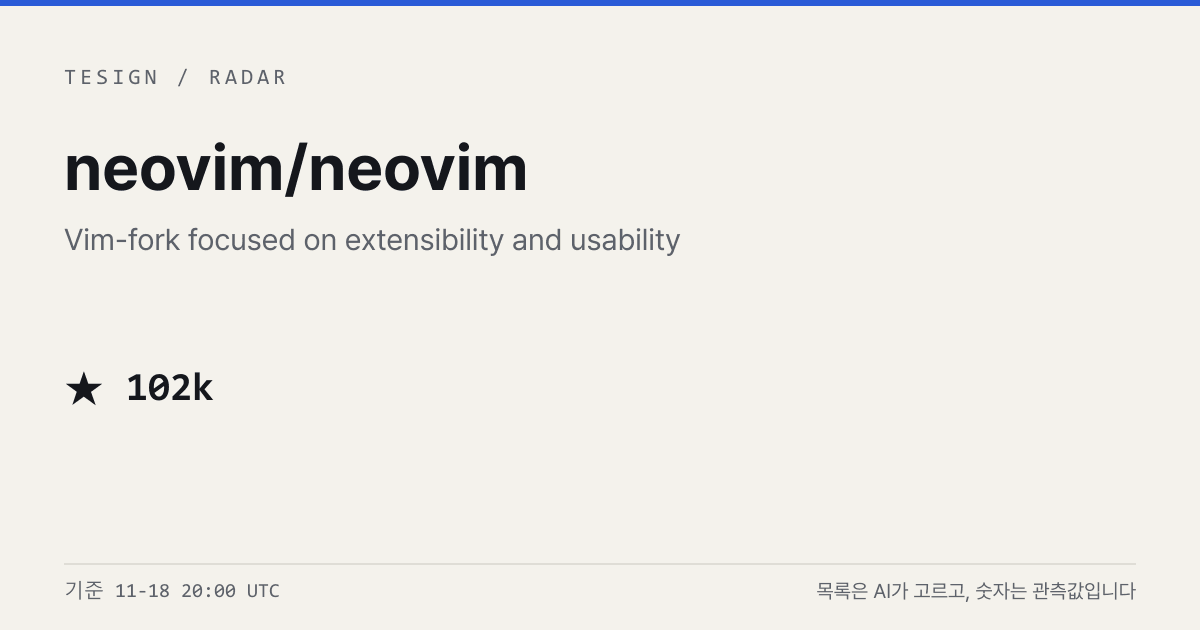 TESIGN / RADAR
neovim/neovim
Vim-fork focused on extensibility and usability
★ 102k
기준 11-18 20:00 UTC
목록은 AI가 고르고, 숫자는 관측값입니다